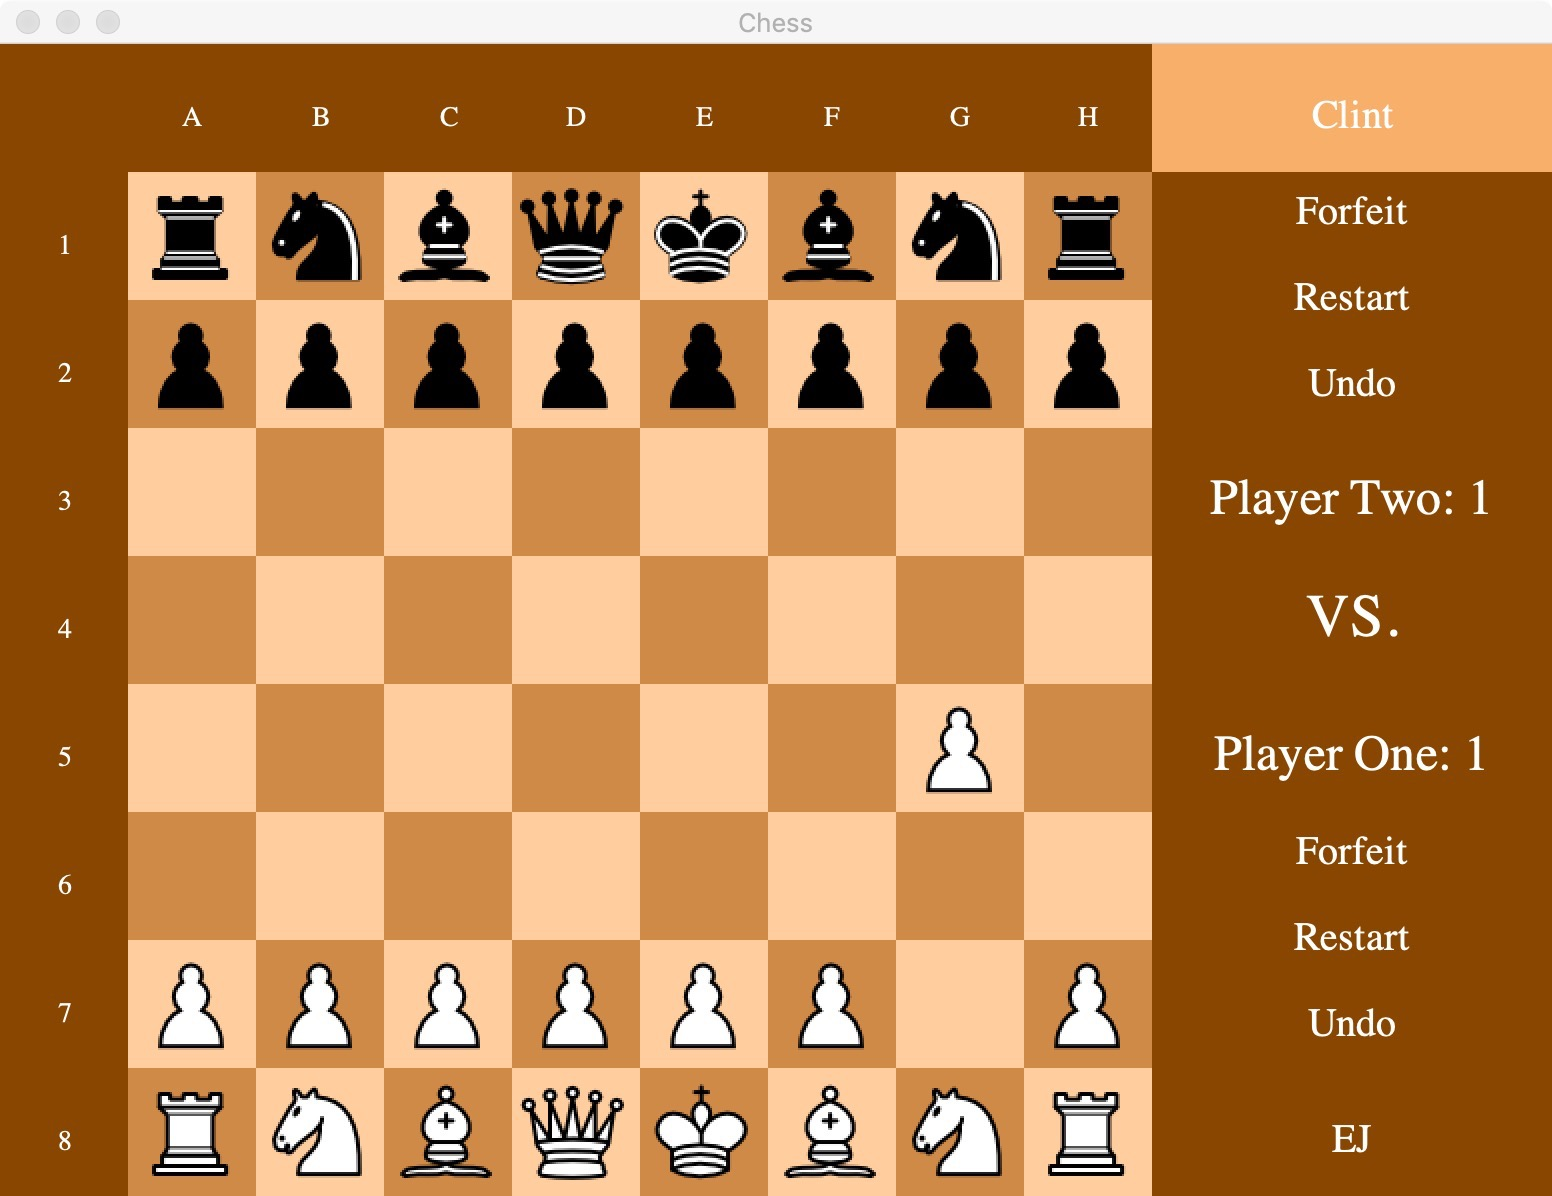 Chess
A B C D E F G H
Clint
1
Forfeit
Restart
2
Undo
3
Player Two: 1
4
VS.
5
Player One: 1
Forfeit
6
Restart
7
Undo
8
EJ